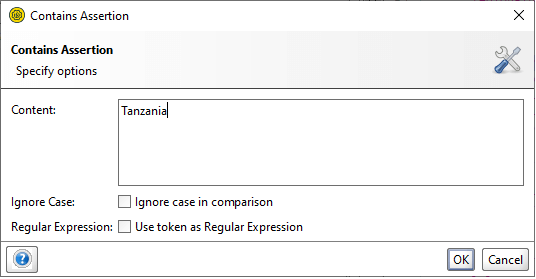 Contains Assertion
Contains Assertion
Specify options
Content:
Tanzania
Ignore Case: Ignore case in comparison
Regular Expression: Use token as Regular Expression
? OK Cancel